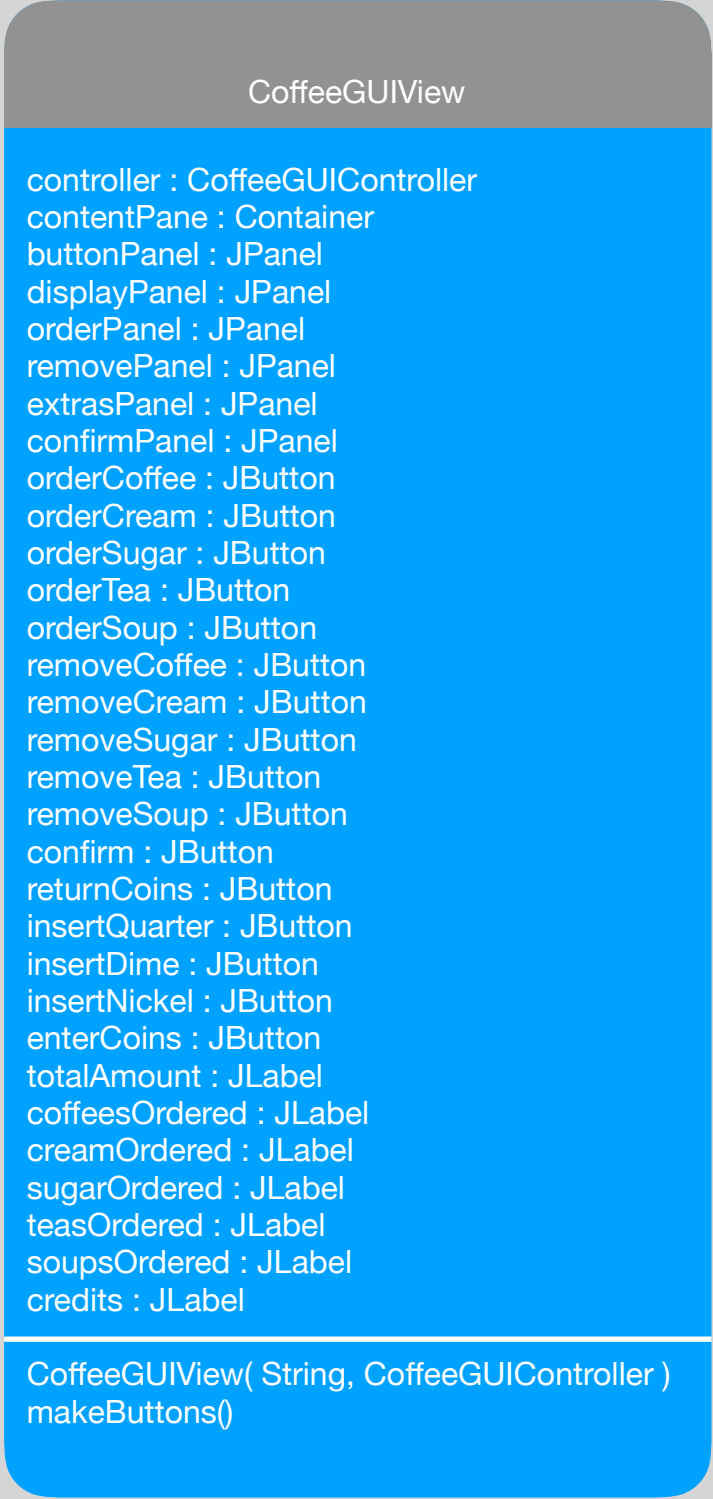 CoffeeGUIView
controller : CoffeeGUIController
contentPane : Container
buttonPanel : JPanel
displayPanel : JPanel
orderPanel : JPanel
removePanel : JPanel
extrasPanel : JPanel
confirmPanel : JPanel
orderCoffee : JButton
orderCream : JButton
orderSugar : JButton
orderTea : JButton
orderSoup : JButton
removeCoffee : JButton
removeCream : JButton
removeSugar : JButton
removeTea : JButton
removeSoup : JButton
confirm : JButton
returnCoins : JButton
insertQuarter : JButton
insertDime : JButton
insertNickel : JButton
enterCoins : JButton
totalAmount : JLabel
coffeesOrdered : JLabel
creamOrdered : JLabel
sugarOrdered : JLabel
teasOrdered : JLabel
soupsOrdered : JLabel
credits : JLabel
CoffeeGUIView( String, CoffeeGUIController )
makeButtons()